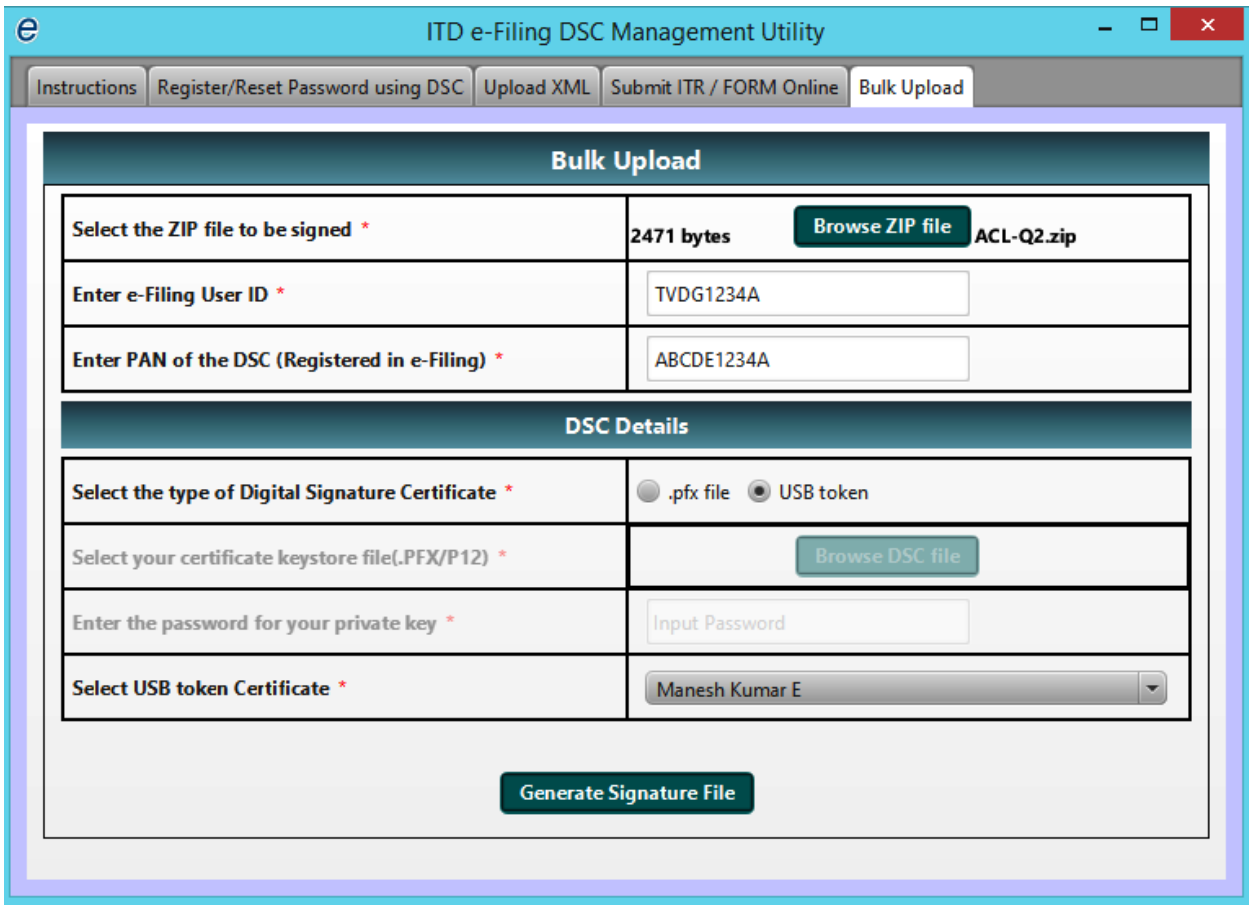 e ITD e-Filing DSC Management Utility
Instructions Register/Reset Password using DSC Upload XML Submit ITR / FORM Online Bulk Upload
Bulk Upload
Select the ZIP file to be signed * 2471 bytes Browse ZIP file ACL-Q2.zip
Enter e-Filing User ID * TVDG1234A
Enter PAN of the DSC (Registered in e-Filing) * ABCDE1234A
DSC Details
Select the type of Digital Signature Certificate * .pfx file USB token
Select your certificate keystore file(.PFX/P12) * Browse DSC file
Enter the password for your private key * Input Password
Select USB token Certificate * Manesh Kumar E
Generate Signature File